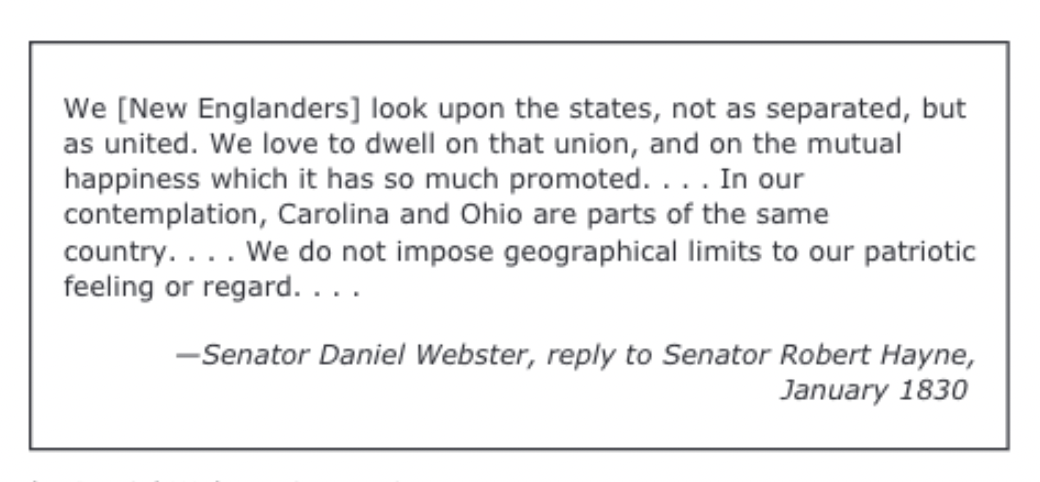 We [New Englanders] look upon the states, not as separated, but
as united. We love to dwell on that union, and on the mutual
happiness which it has so much promoted. . . . In our
contemplation, Carolina and Ohio are parts of the same
country. . . . We do not impose geographical limits to our patriotic
feeling or regard. . . .
—Senator Daniel Webster, reply to Senator Robert Hayne,
January 1830